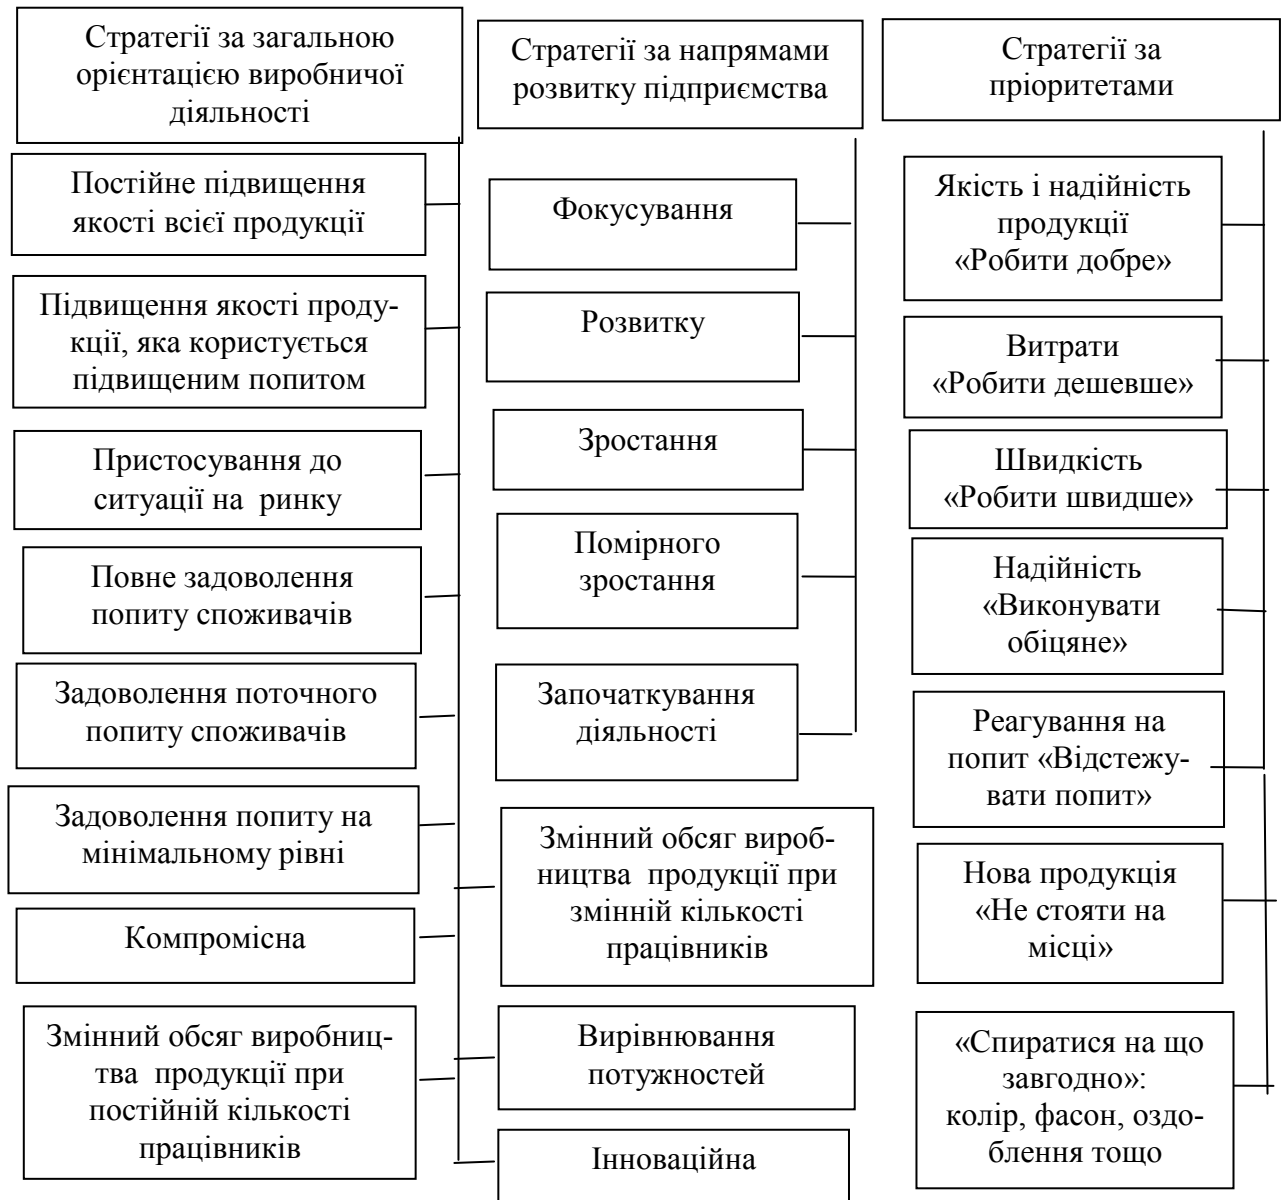 Стратегії за загальною
орієнтацією виробничої
діяльності
Постійне підвищення
якості всієї продукції
Підвищення якості проду-
кції, яка користується
підвищеним попитом
Пристосування до
ситуації на  ринку
Повне задоволення
попиту споживачів
Задоволення поточного
попиту споживачів
Задоволення попиту на
мінімальному рівні
Компромісна
Змінний обсяг виробниц-
тва  продукції при
постійній кількості
працівників
Стратегії за напрямами
розвитку підприємства
Фокусування
Розвитку
Зростання
Помірного
зростання
Започаткування
діяльності
Змінний обсяг вироб-
ництва  продукції при
змінній кількості
працівників
Вирівнювання
потужностей
Інноваційна
Стратегії за
пріоритетами
Якість і надійність
продукції
«Робити добре»
Витрати
«Робити дешевше»
Швидкість
«Робити швидше»
Надійність
«Виконувати
обіцяне»
Реагування на
попит «Відстежу-
вати попит»
Нова продукція
«Не стояти на
місці»
«Спиратися на що
завгодно»:
колір, фасон, оздо-
блення тощо